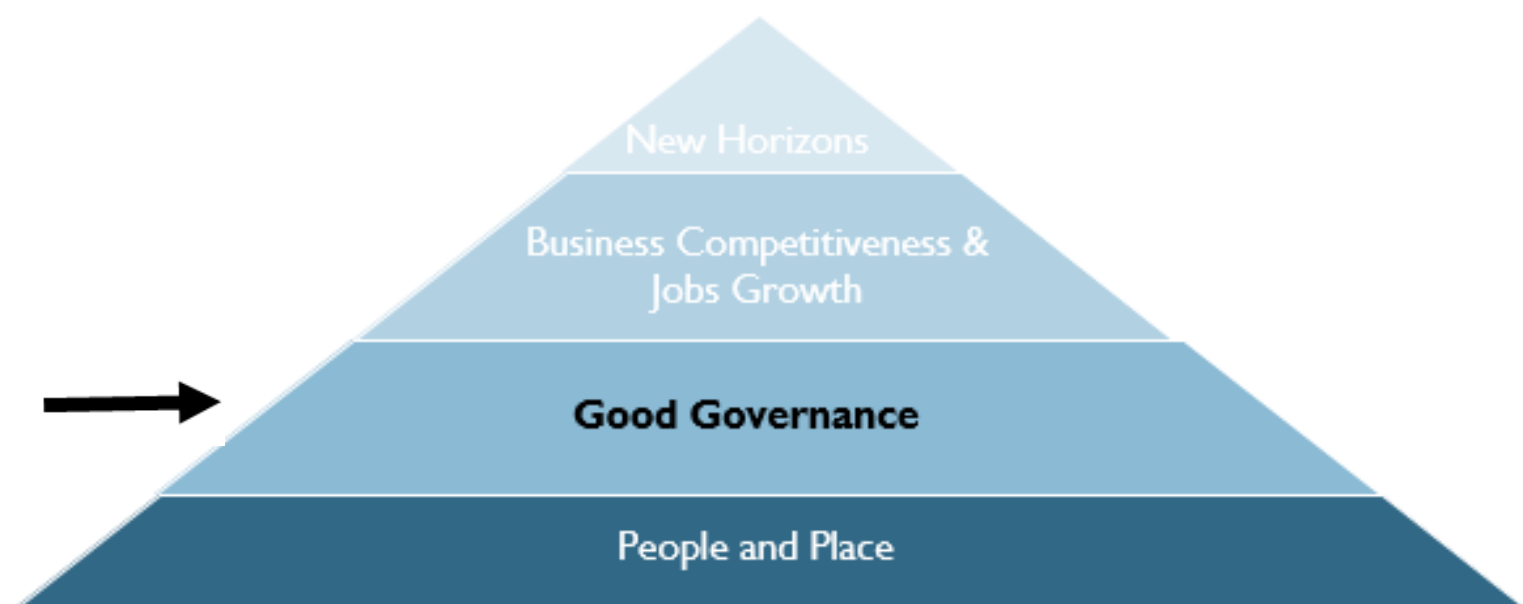 New Horizons
Business Competitiveness &
Jobs Growth
Good Governance
People and Place